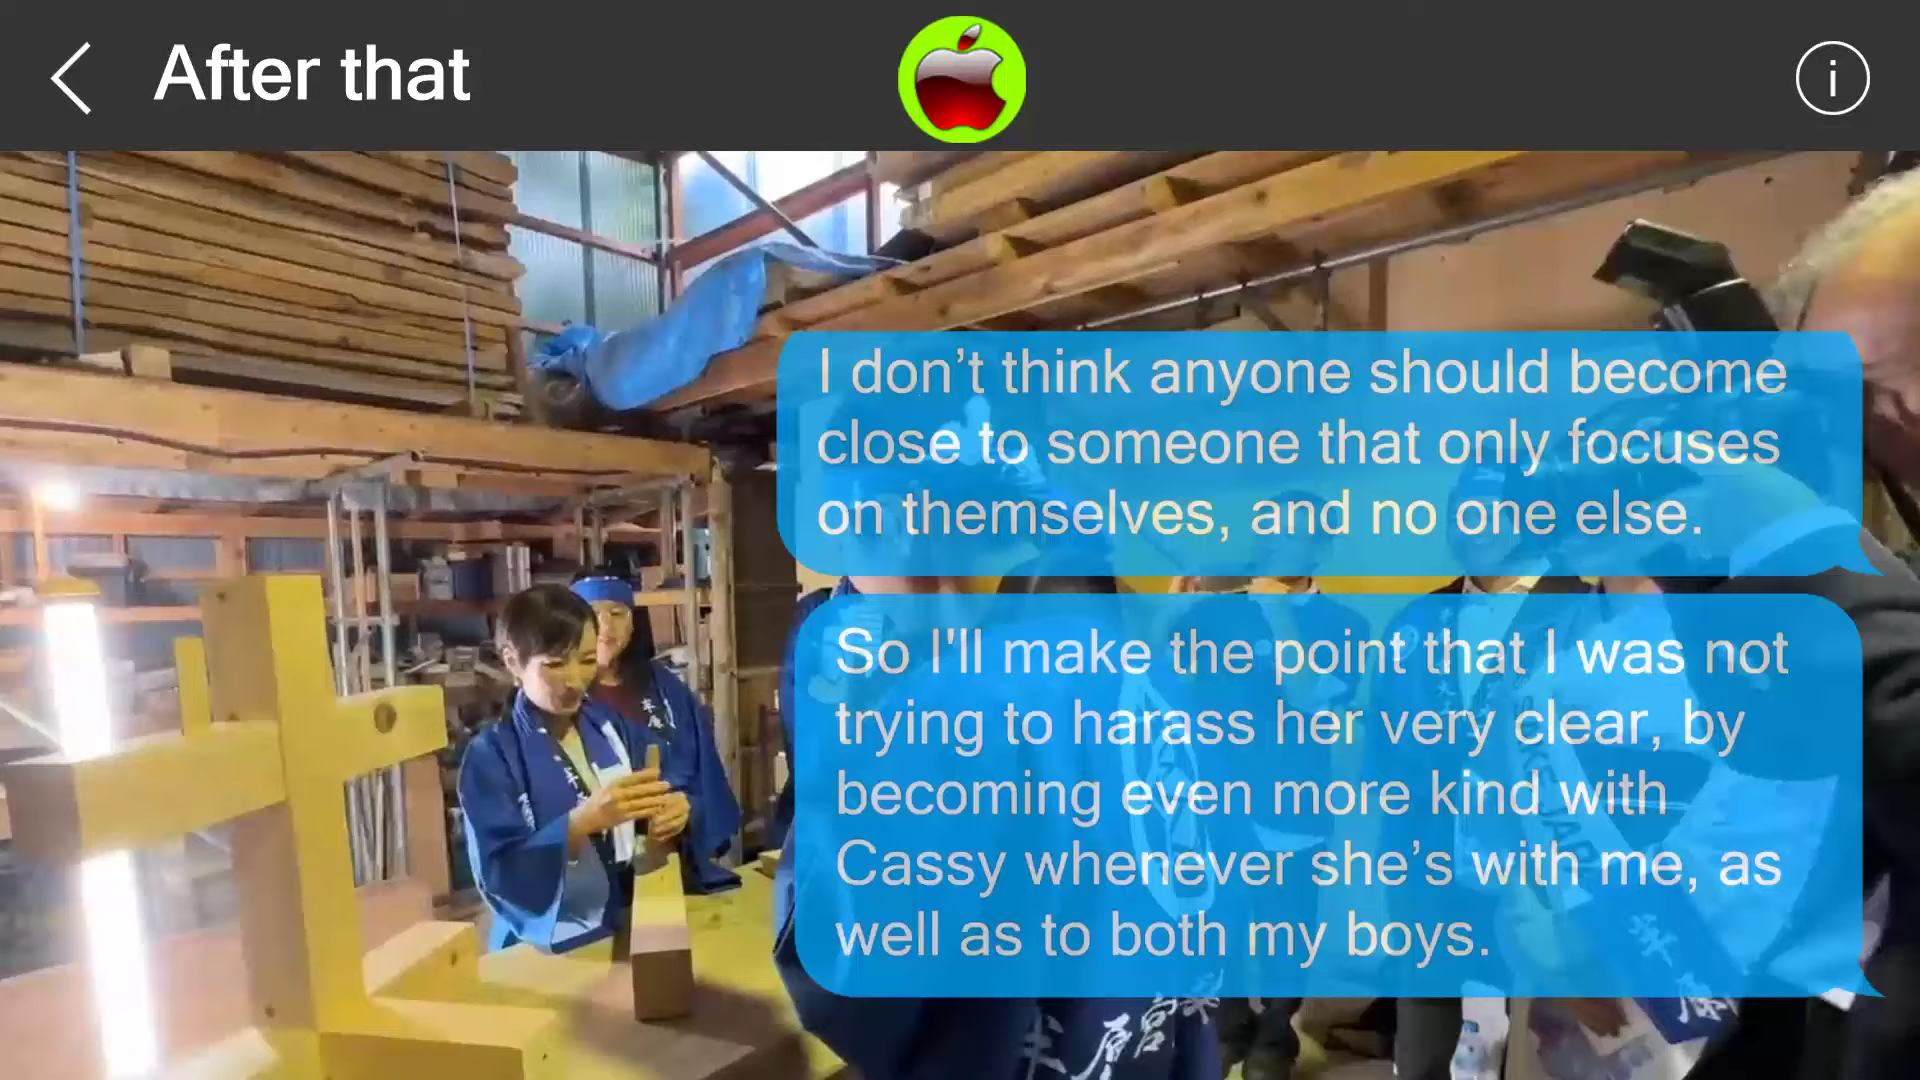 After that
i
I don’t think anyone should become
close to someone that only focuses
on themselves, and no one else.
So I'll make the point that I was not
trying to harass her very clear, by
becoming even more kind with
Cassy whenever she’s with me, as
well as to both my boys.